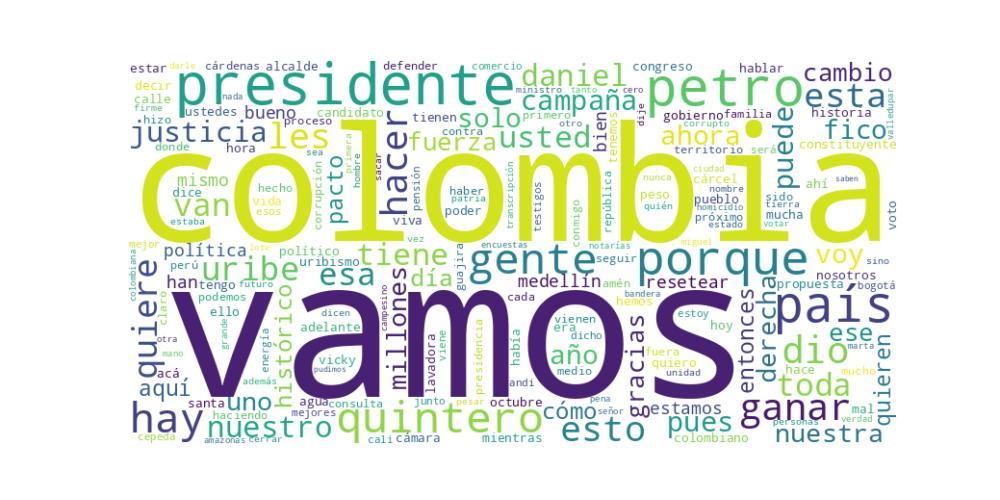 estar cárdenas alcalde defender comercio daniel congreso hablar cambio
decir darle presidente ministro tanto cero petro esta
calle nada campaña historia
firme ustedes bueno candidato tienen solo primero otro dije gobierno familia fico valledupar
hizo justicia les proceso hacer contra fuerza usted bien tenemos ahora puede constituyente
donde hora sea primera sacar corrupto territorio será
colombia
mismo hecho corrupción pacto hombre pensión haber patria transcripción testigos república nunca cárcel ciudad saben ahí
dice vida peso nombre pueblo homicidio sido tierra
van esos poder conmigo quién próximo estado mucha votar voto
estaba viva vez
mejor política lote político tiene guajira encuestas gente notarías seguir porque miguel voy sino
colombiana perú uribe uribismo esa día nosotros
quiere han tengo medellín amén resetear propuesta bogotá
claro podemos futuro histórico millones campesino cada hemos bandera país
vamos
otra ello dicen adelante lavadora viene presidencia había vienen era dicho estoy hoy entonces derecha ese
mano grande energía año gracias fuera quiero dio marta
acá vicky andi medio unidad hace mucho
aquí además pudimos toda quieren
santa uno agua pesar octubre pena estamos ganar mal
hay haciendo mejores consulta junto quintero cómo señor personas verdad
cepeda nuestro cali cámara mientras esto pues colombiano nuestra
amazonas cerrar